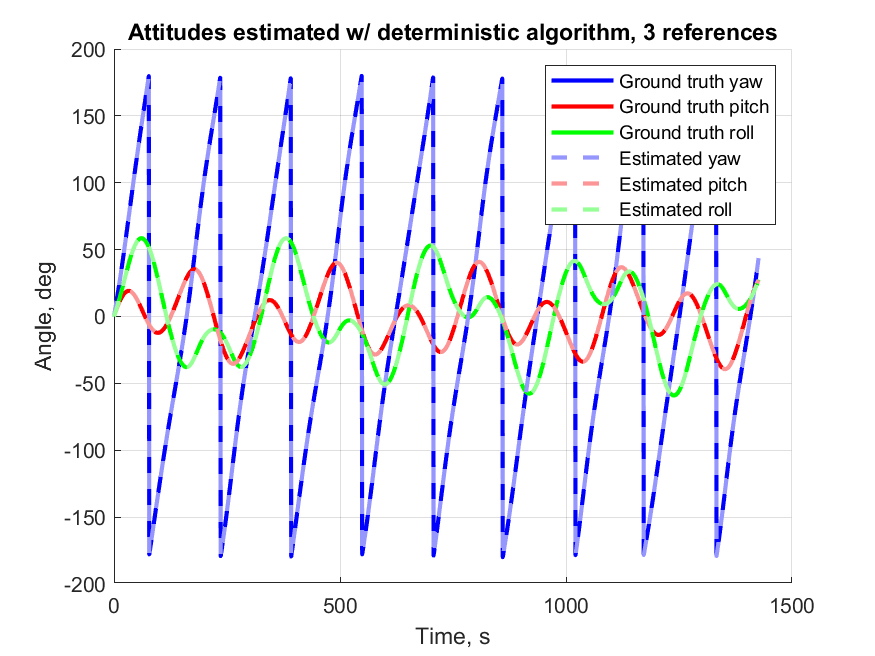 Attitudes estimated w/ deterministic algorithm, 3 references
200
150
100
50
0
-50
-100
-150
-200
Angle, deg
Ground truth yaw
Ground truth pitch
Ground truth roll
Estimated yaw
Estimated pitch
Estimated roll
0
500
1000
1500
Time, s